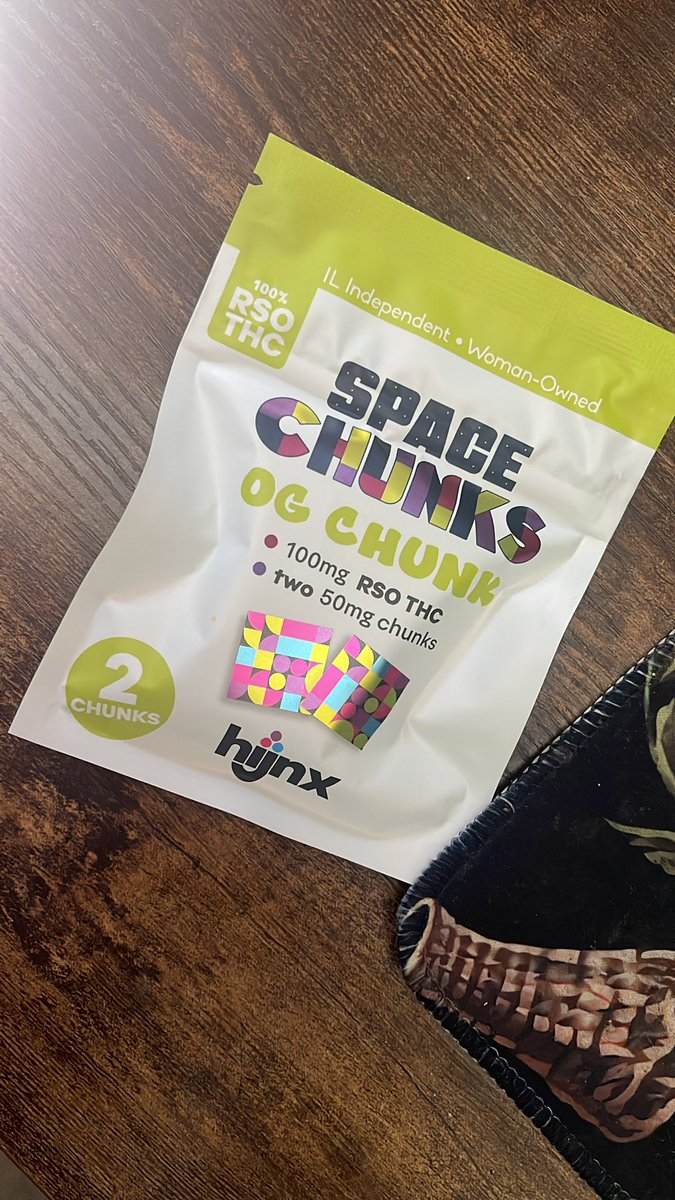 IL Independent • Woman-Owned
100%
RSO
THC
SPACE
CHUNKS
OG CHUNK
• 100mg RSO THC
• two 50mg chunks
2
CHUNKS
hijnx